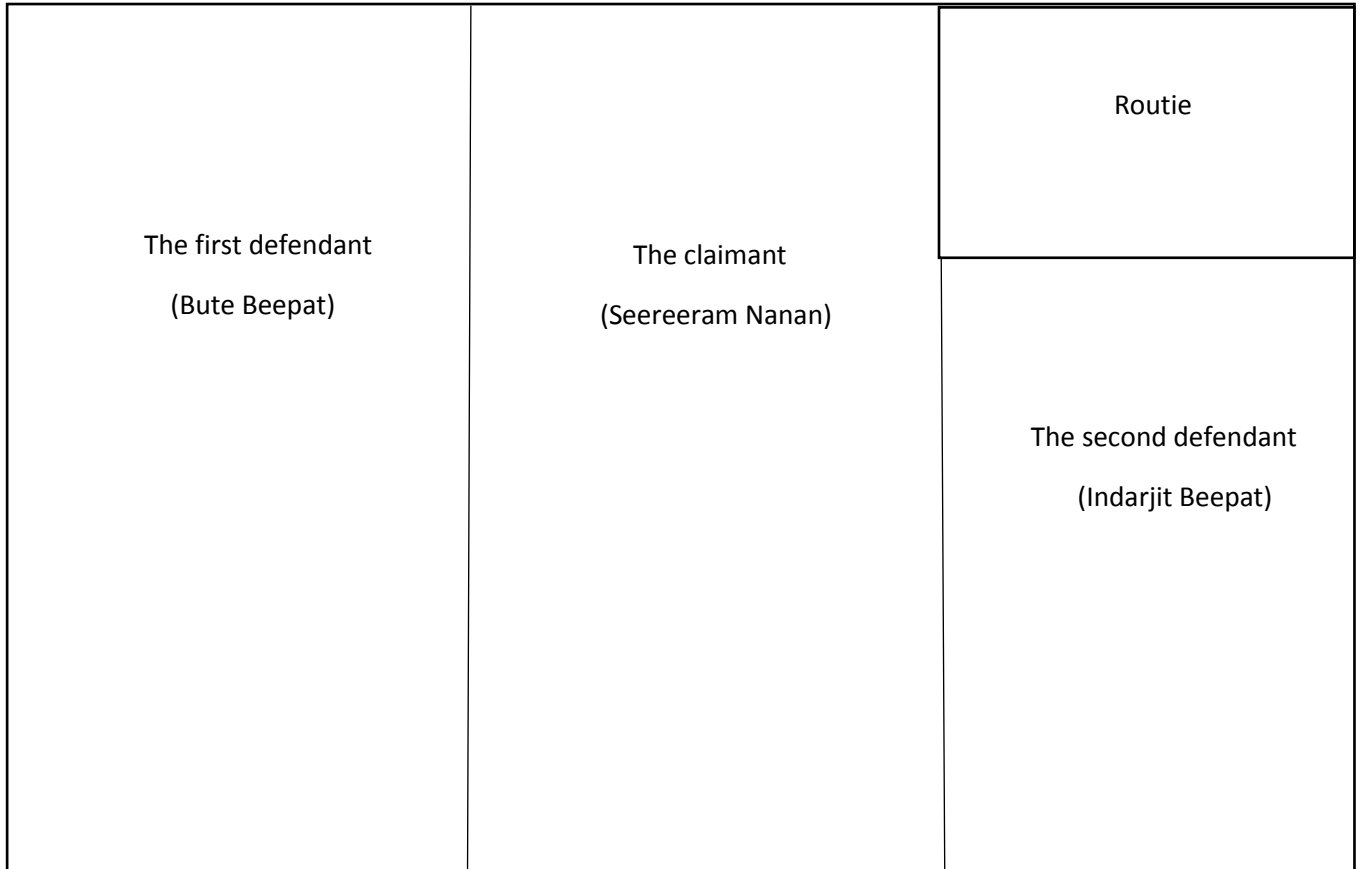 Routie
The first defendant
(Bute Beepat)
The claimant
(Seereeram Nanan)
The second defendant
(Indarjit Beepat)